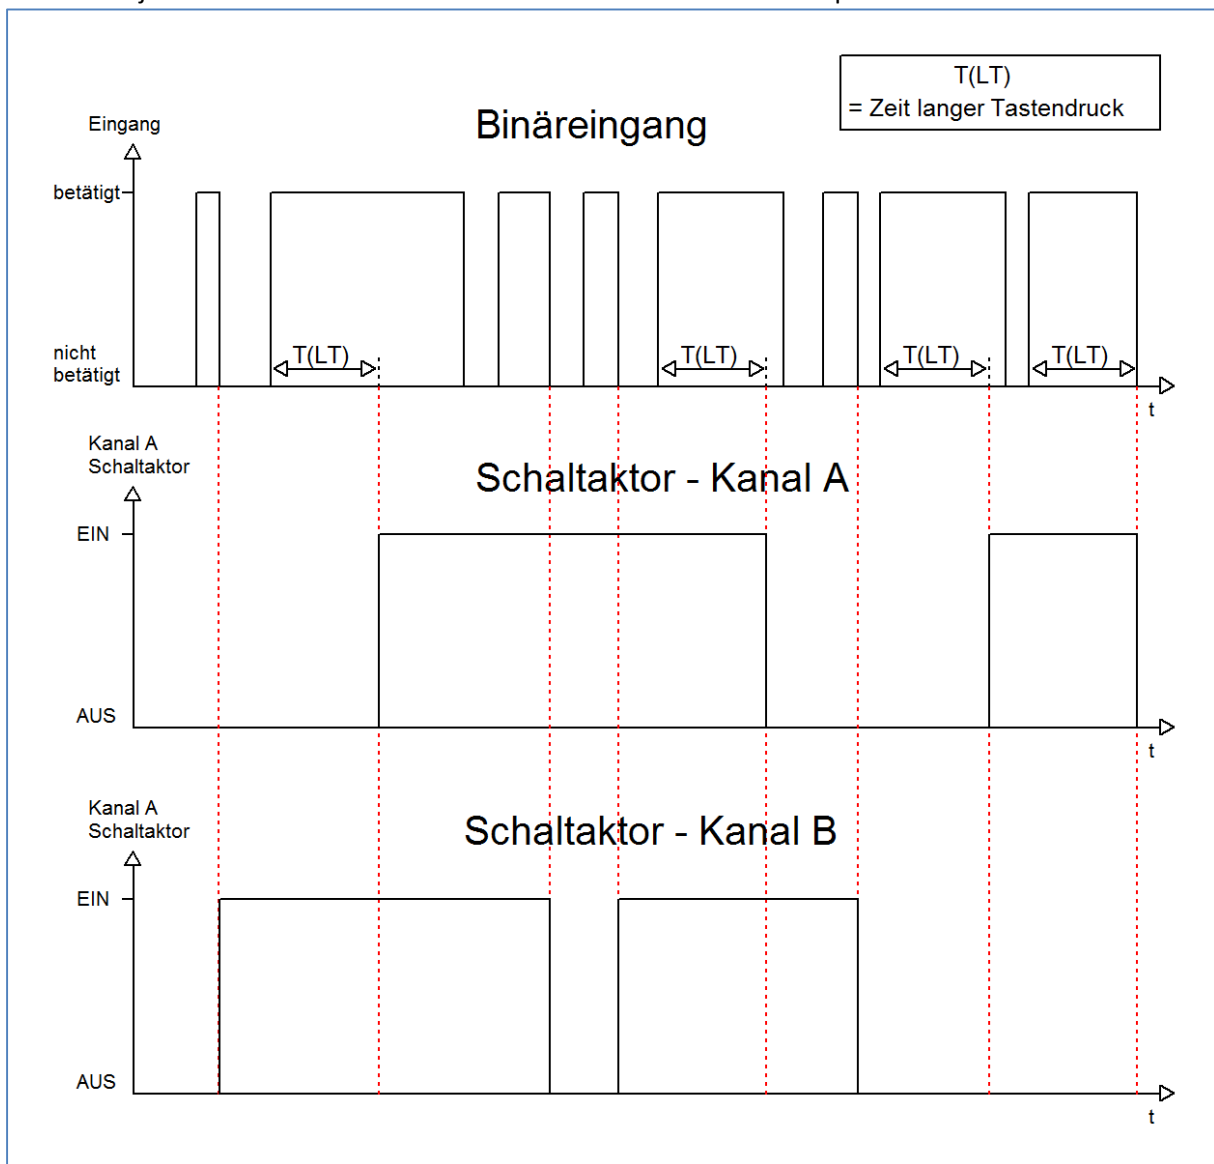 T(LT)
= Zeit langer Tastendruck
Binäreingang
Eingang
betätigt
nicht
betätigt
T(LT)
T(LT)
T(LT)
T(LT)
t
Kanal A
Schaltaktor
Schaltaktor - Kanal A
EIN
AUS
t
Kanal A
Schaltaktor
Schaltaktor - Kanal B
EIN
AUS
t